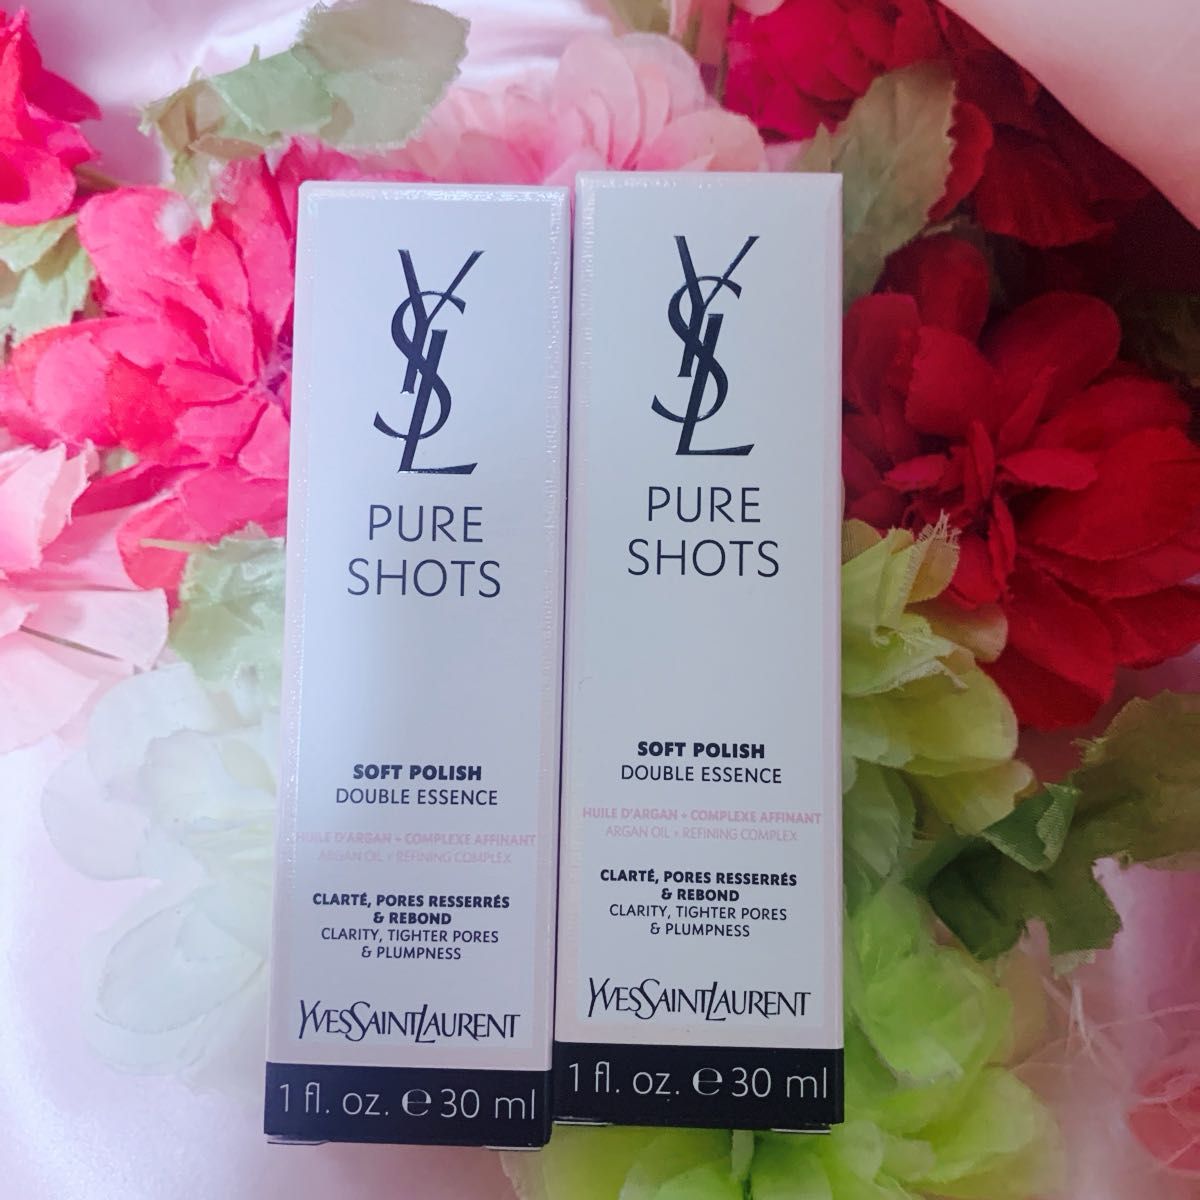 YSL
PURE
SHOTS
SOFT POLISH
DOUBLE ESSENCE
HUILE D'ARGAN + COMPLEXE AFFINANT
ARGAN OIL + REFINING COMPLEX
CLARTÉ, PORES RESSERRÉS
& REBOND
CLARITY, TIGHTER PORES
& PLUMPNESS
YVESSAINTLAURENT
1 fl. oz. ℮ 30 ml
YSL
PURE
SHOTS
SOFT POLISH
DOUBLE ESSENCE
HUILE D'ARGAN + COMPLEXE AFFINANT
ARGAN OIL + REFINING COMPLEX
CLARTÉ, PORES RESSERRÉS
& REBOND
CLARITY, TIGHTER PORES
& PLUMPNESS
YVESSAINTLAURENT
1 fl. oz. ℮ 30 ml